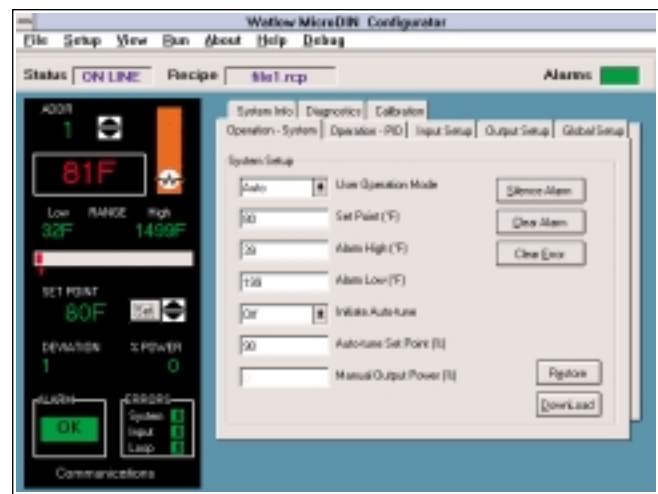 Watlow MicroDIN Configurator
File Setup View Run About Help Debug
Status ON LINE Recipe file1.rcp Alarms
ADDR
1
81F
Low RANGE High
32F 1499F
SET POINT
80F Set
DEVIATION % POWER
1 0
ALARM
OK
ERRORS
System
Input
Loop
Communications
System Info Diagnostics Calibration
Operation - System Operation - PID Input Setup Output Setup Global Setup
System Setup
Auto User Operation Mode
80 Set Point (°F)
Alarm High (°F)
Alarm Low (°F)
Off Initiate Auto-tune
90 Auto-tune Set Point (%)
Manual Output Power (%)
Silence Alarm
Clear Alarm
Clear Error
Restore
DownLoad